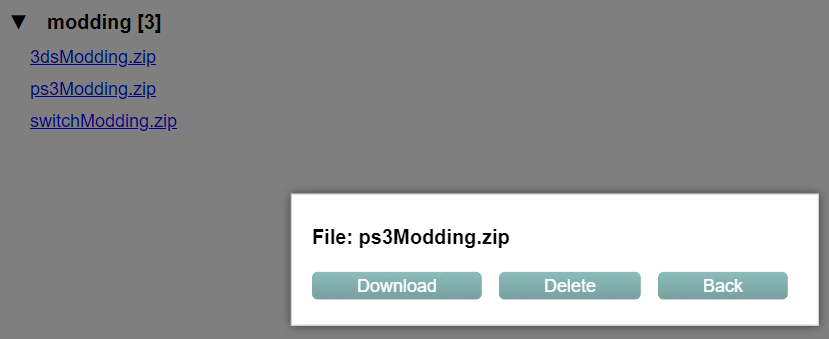 ▼ modding [3]
3dsModding.zip
ps3Modding.zip
switchModding.zip
File: ps3Modding.zip
Download Delete Back